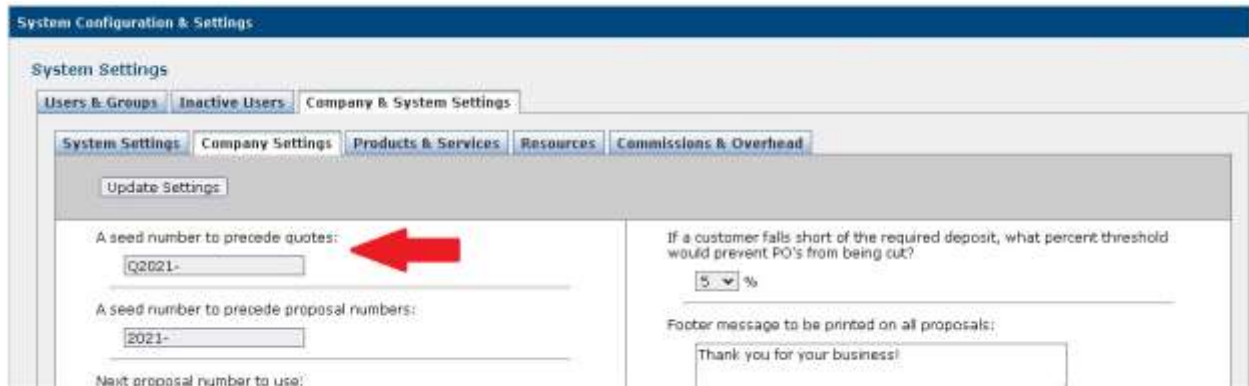 System Configuration & Settings
System Settings
Users & Groups Inactive Users Company & System Settings
System Settings Company Settings Products & Services Resources Commissions & Overhead
Update Settings
A seed number to precede quotes:
Q2021-
A seed number to precede proposal numbers:
2021-
Next proposal number to use:
If a customer falls short of the required deposit, what percent threshold
would prevent PO's from being cut?
5 %
Footer message to be printed on all proposals:
Thank you for your business!